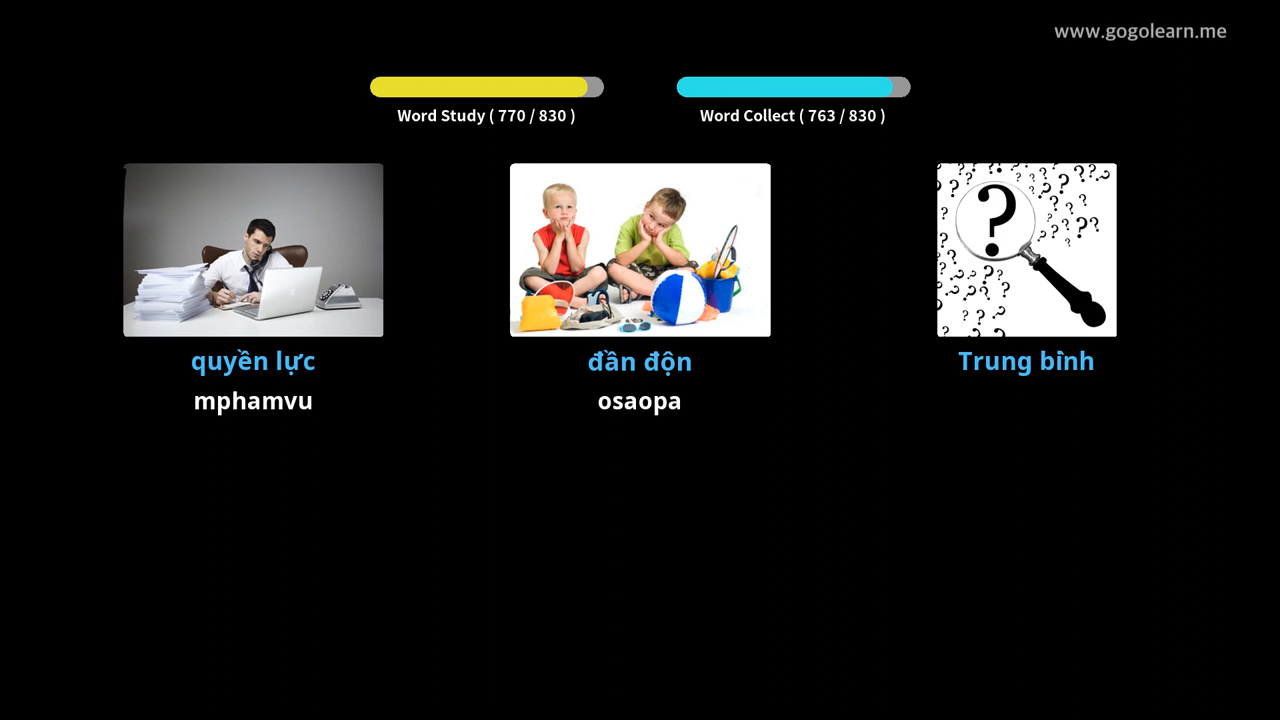 www.gogolearn.me
Word Study ( 770 / 830 )
Word Collect ( 763 / 830 )
quyền lực
đần độn
Trung bình
mphamvu
osaopa